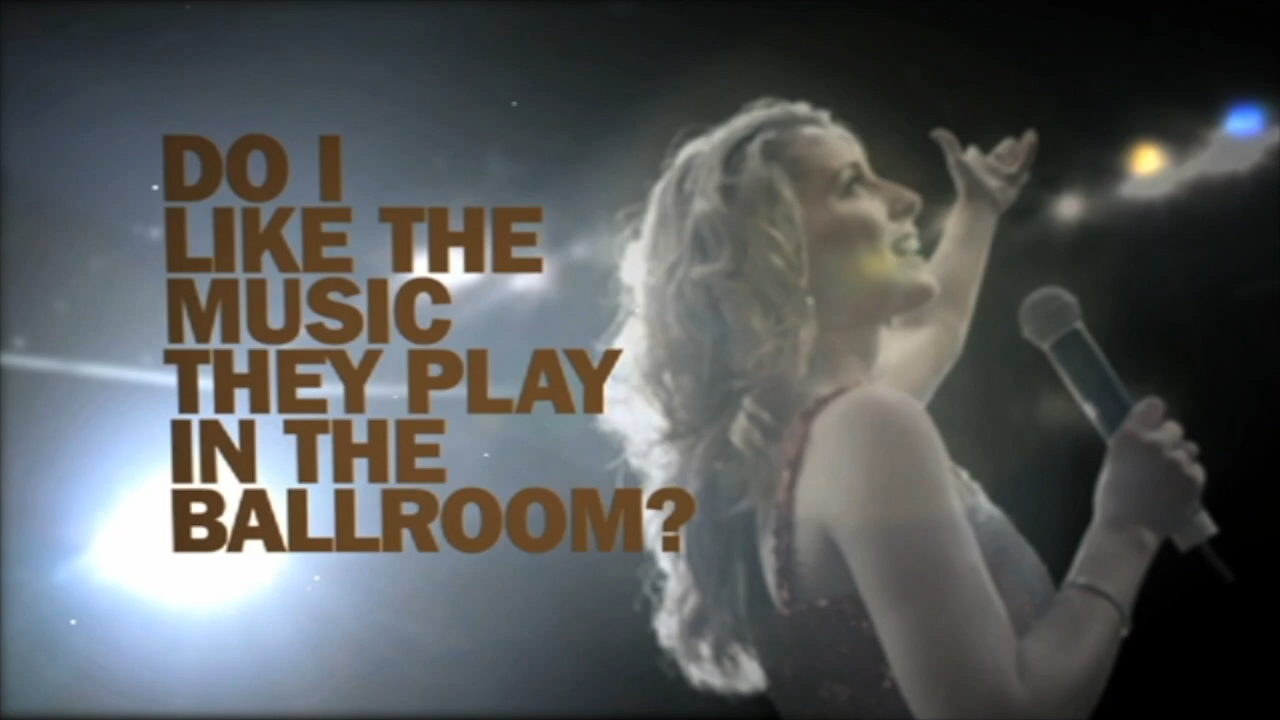 DO I
LIKE THE
MUSIC
THEY PLAY
IN THE
BALLROOM?